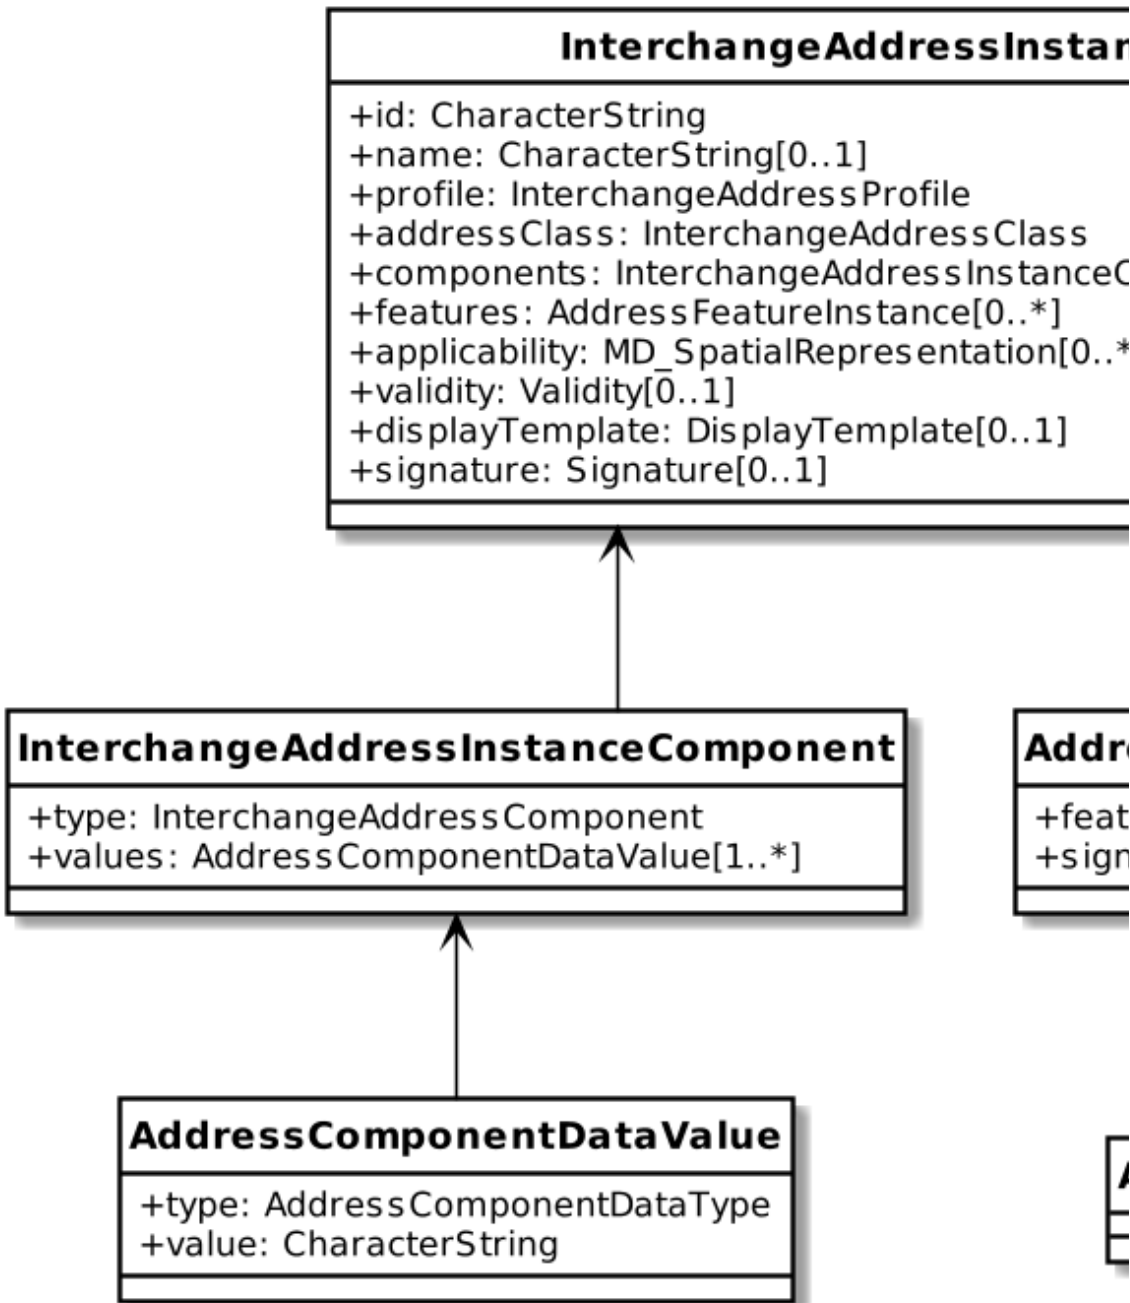 InterchangeAddressInstan
+id: CharacterString
+name: CharacterString[0..1]
+profile: InterchangeAddressProfile
+addressClass: InterchangeAddressClass
+components: InterchangeAddressInstanceC
+features: AddressFeatureInstance[0..*]
+applicability: MD_SpatialRepresentation[0..*
+validity: Validity[0..1]
+displayTemplate: DisplayTemplate[0..1]
+signature: Signature[0..1]
InterchangeAddressInstanceComponent
+type: InterchangeAddressComponent
+values: AddressComponentDataValue[1..*]
Addre
+feat
+sign
AddressComponentDataValue
+type: AddressComponentDataType
+value: CharacterString
A